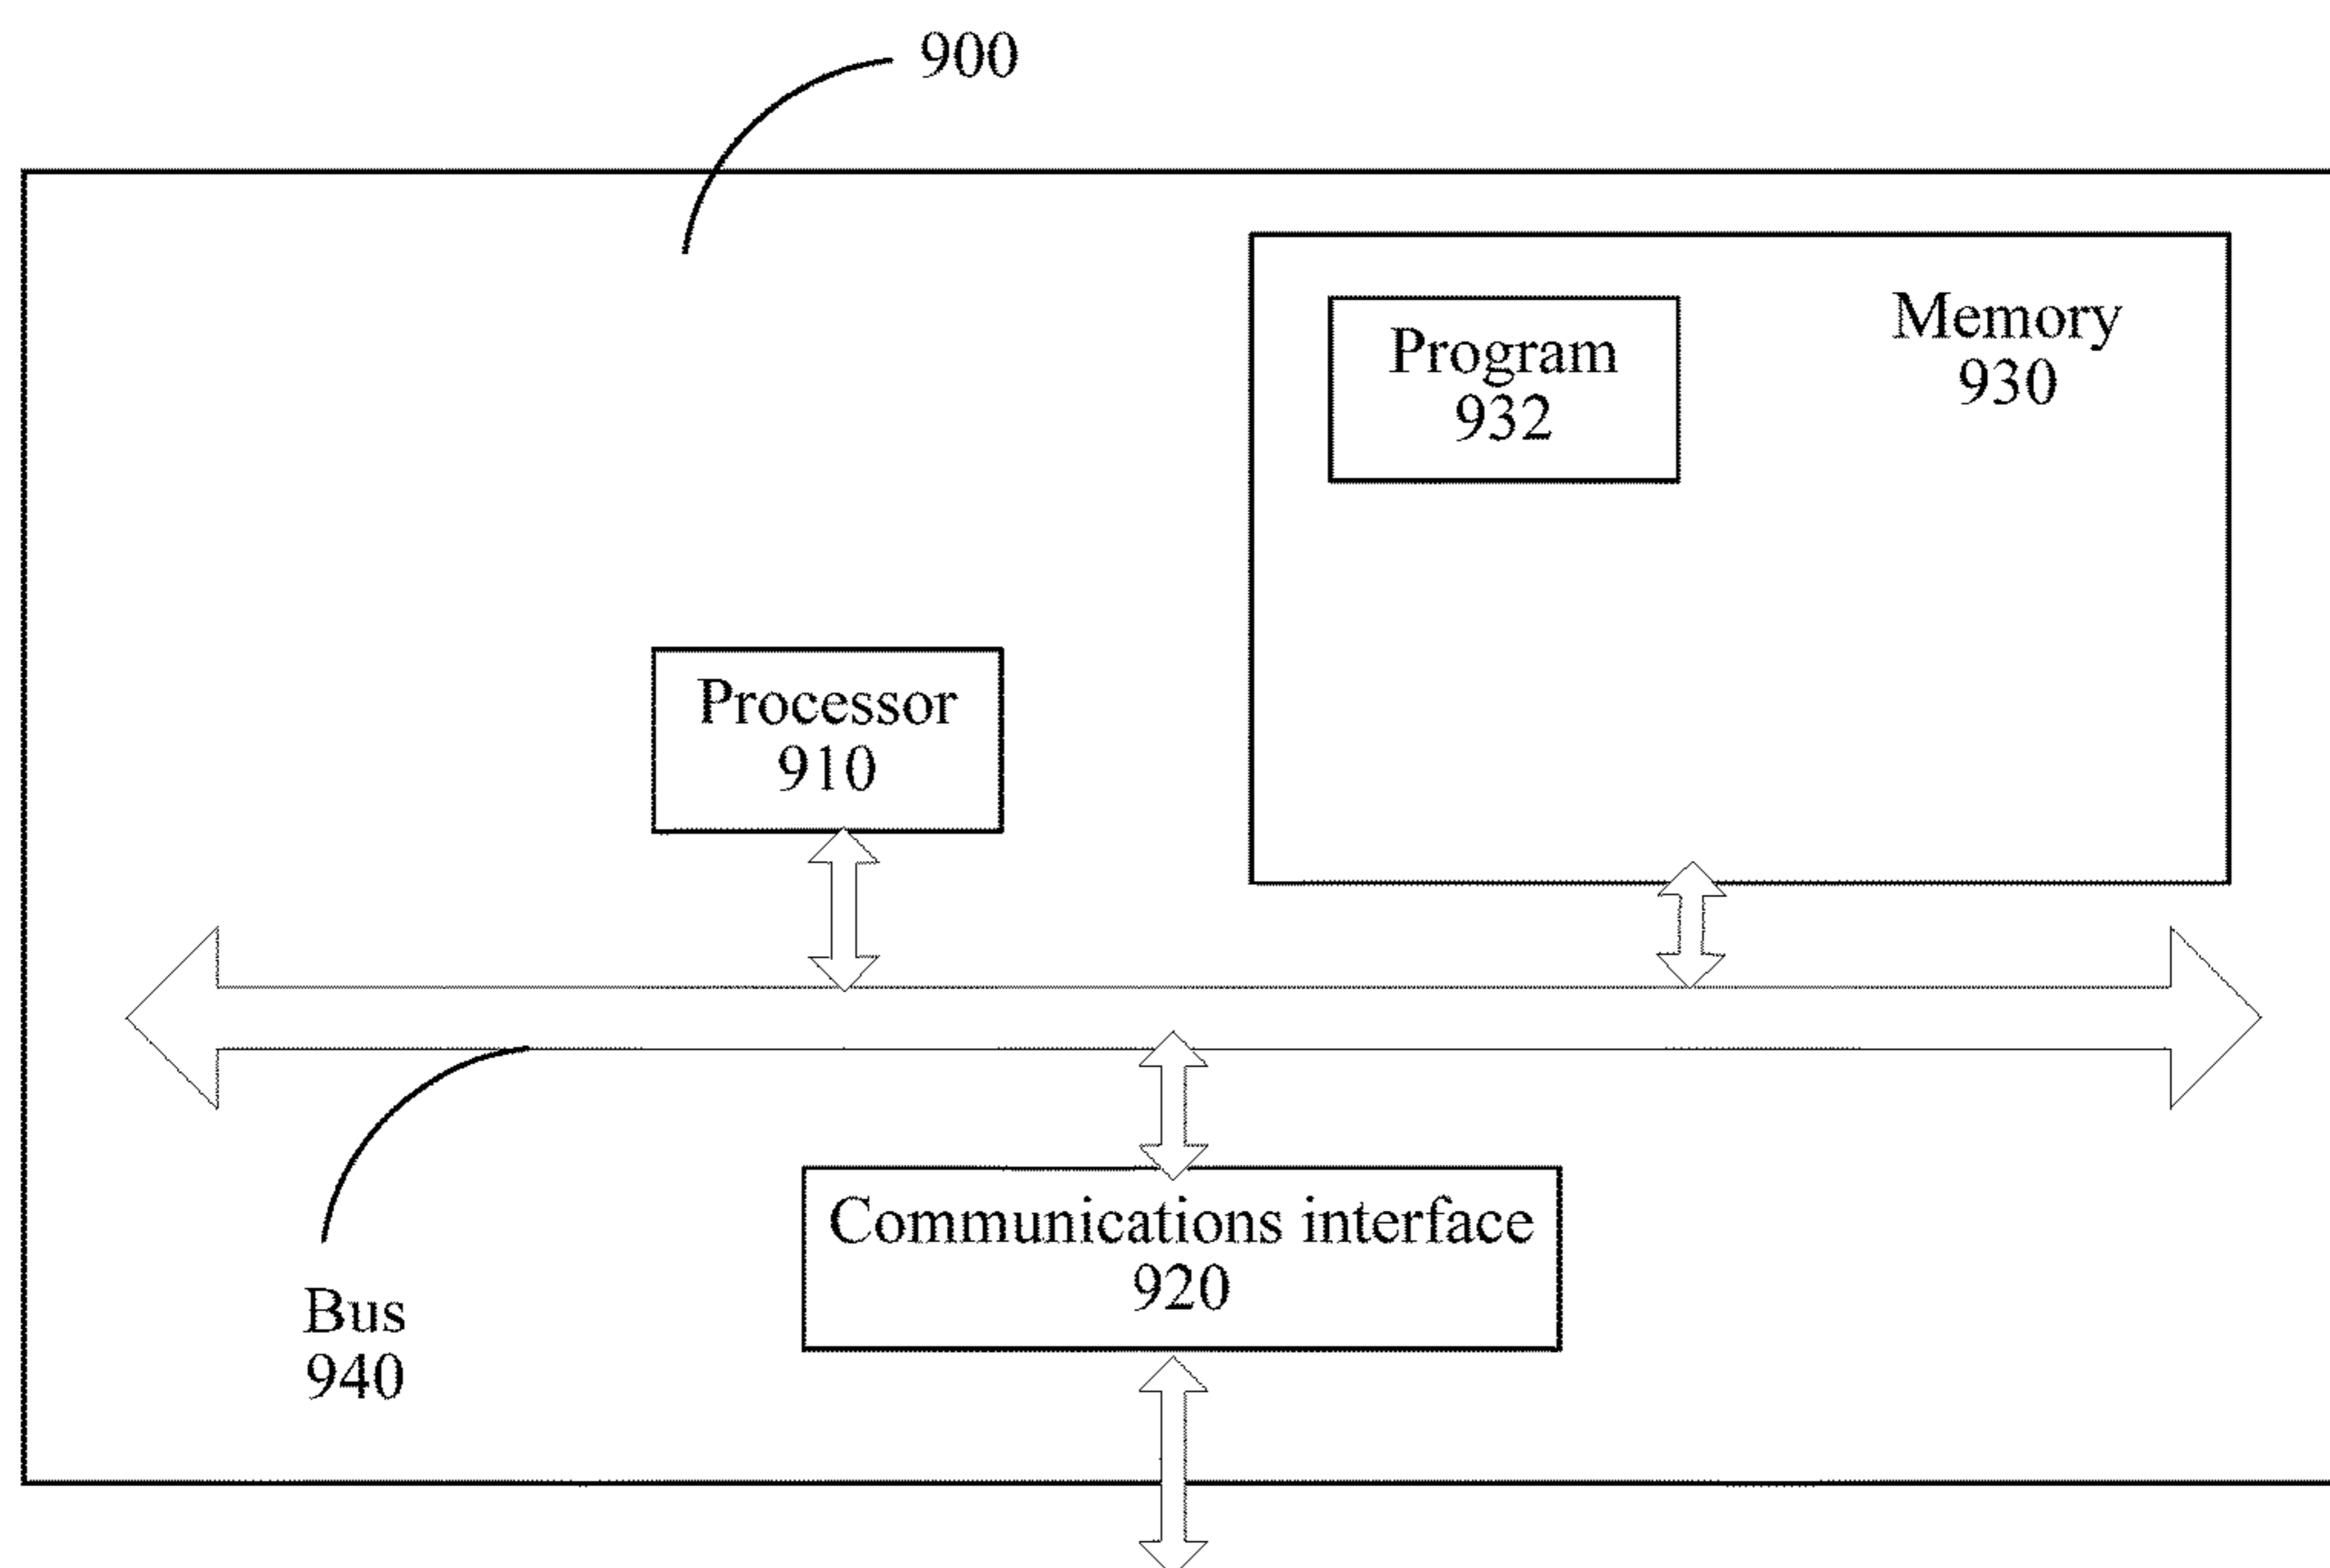 900
Memory
930
Program
932
Processor
910
Communications interface
920
Bus
940